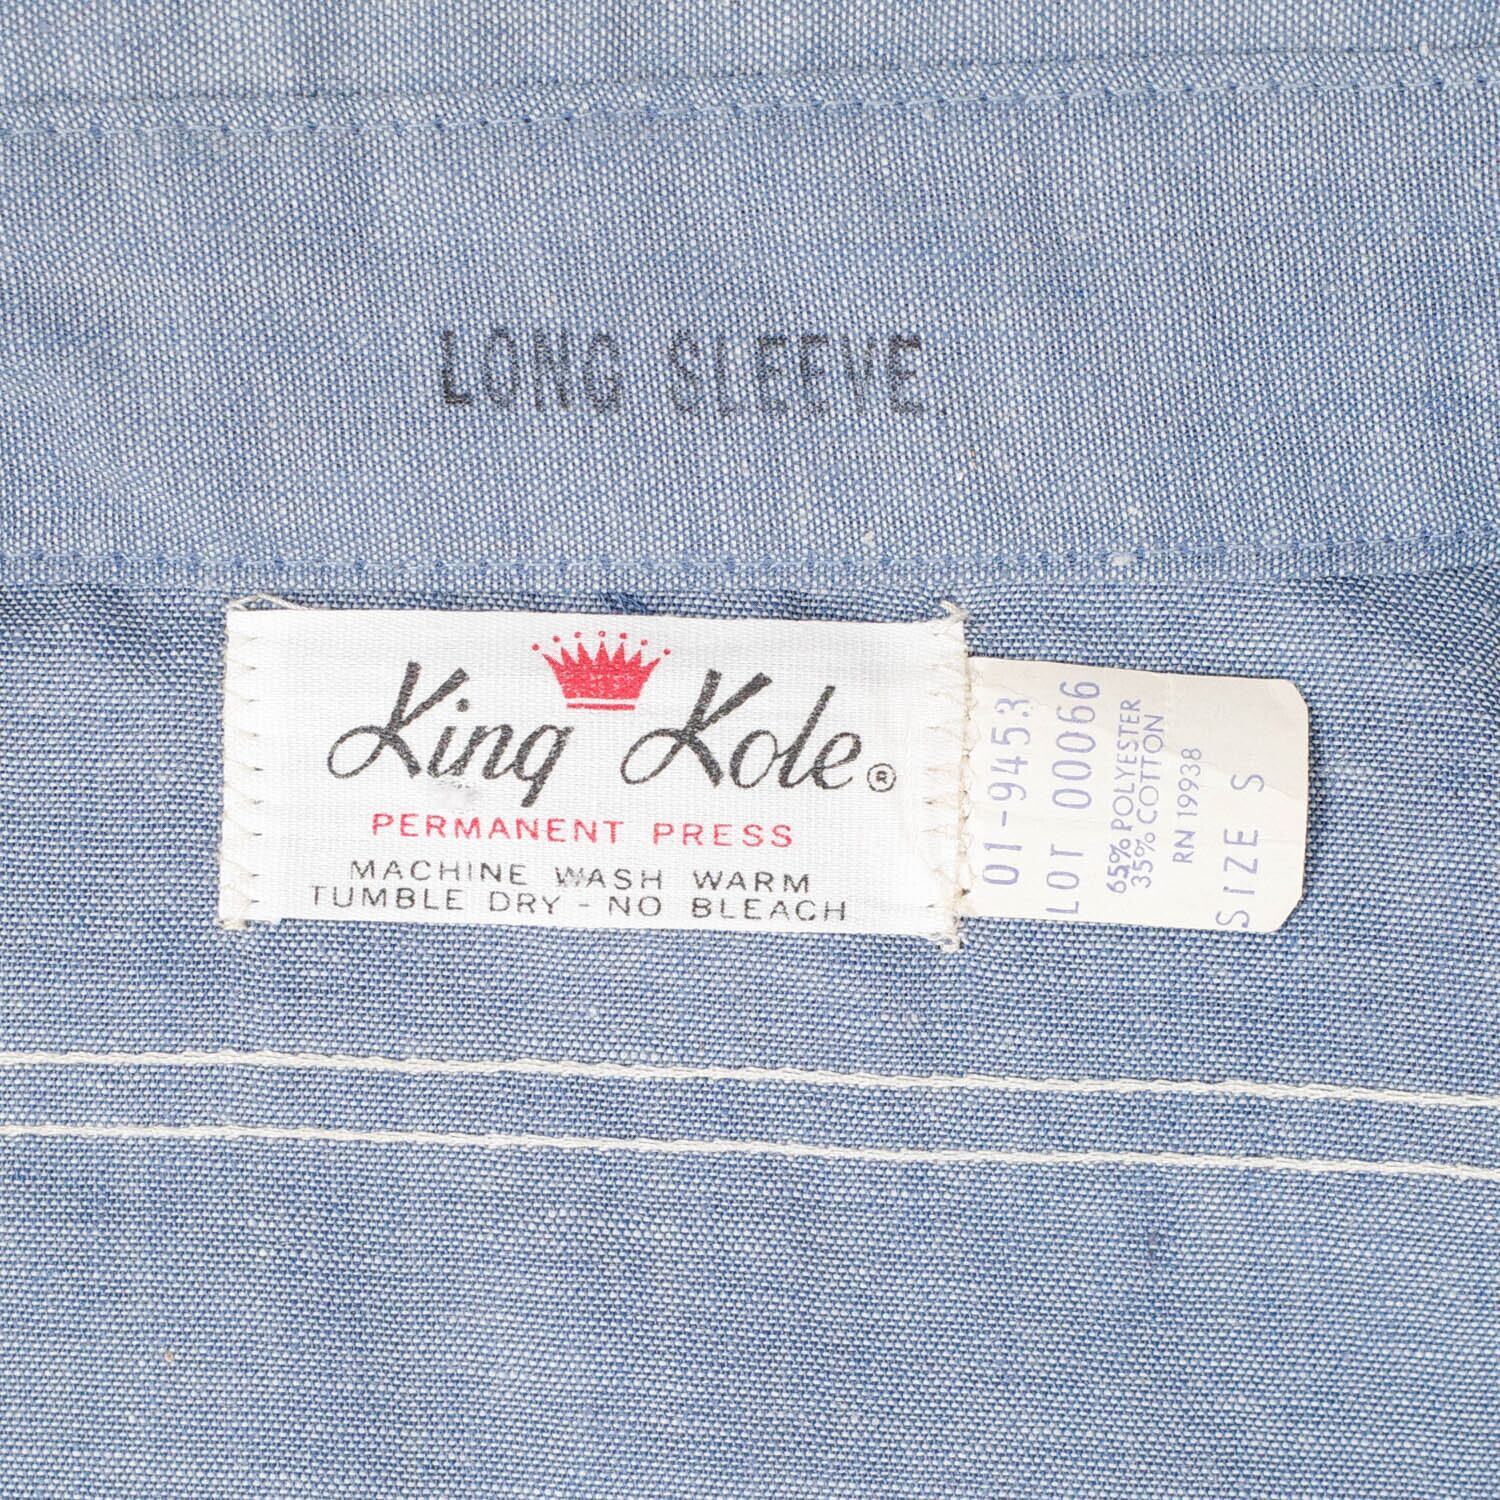 LONG SLEEVE
King Kole ®
PERMANENT PRESS
MACHINE WASH WARM
TUMBLE DRY - NO BLEACH
01-9453
LOT 00066
65% POLYESTER
35% COTTON
RN 19938
SIZE S